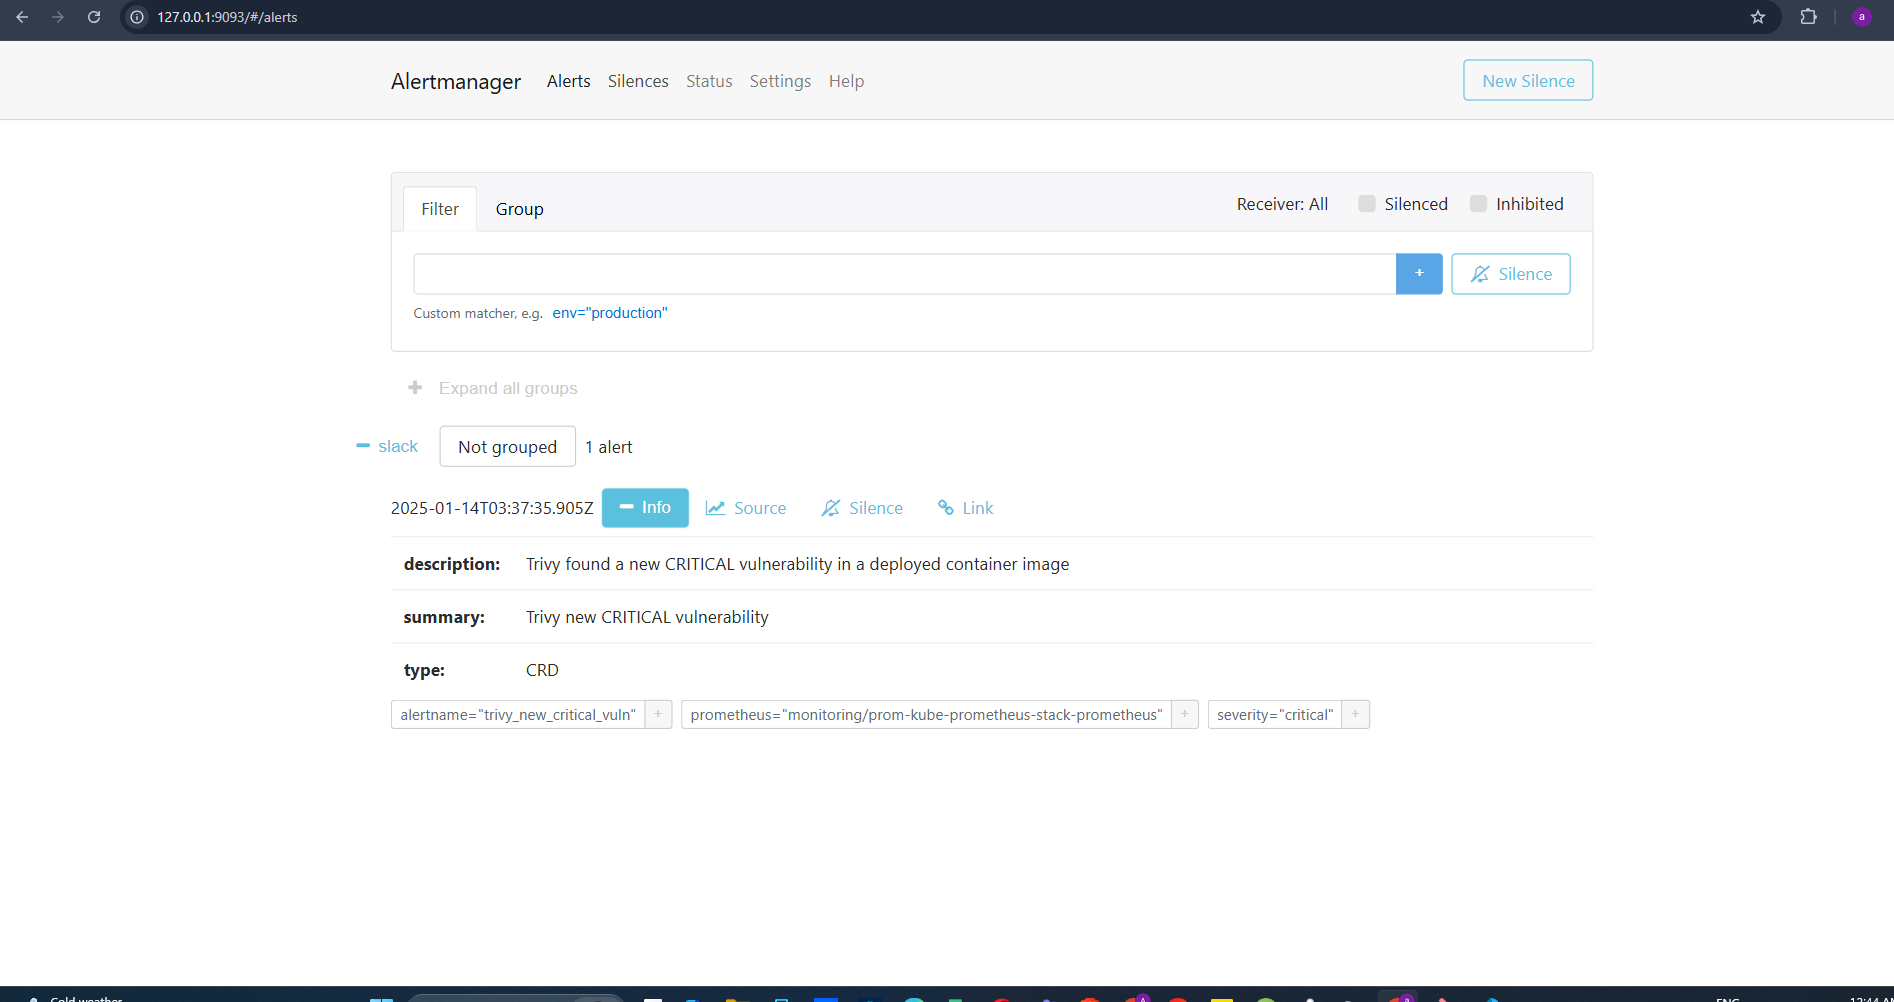 127.0.0.1:9093/#/alerts
a
Alertmanager Alerts Silences Status Settings Help New Silence
Filter Group Receiver: All Silenced Inhibited
+ Silence
Custom matcher, e.g. env="production"
+ Expand all groups
slack Not grouped 1 alert
2025-01-14T03:37:35.905Z Info Source Silence Link
description: Trivy found a new CRITICAL vulnerability in a deployed container image
summary: Trivy new CRITICAL vulnerability
type: CRD
alertname="trivy_new_critical_vuln" + prometheus="monitoring/prom-kube-prometheus-stack-prometheus" + severity="critical" +
Cold weather ENG 12:44 AM